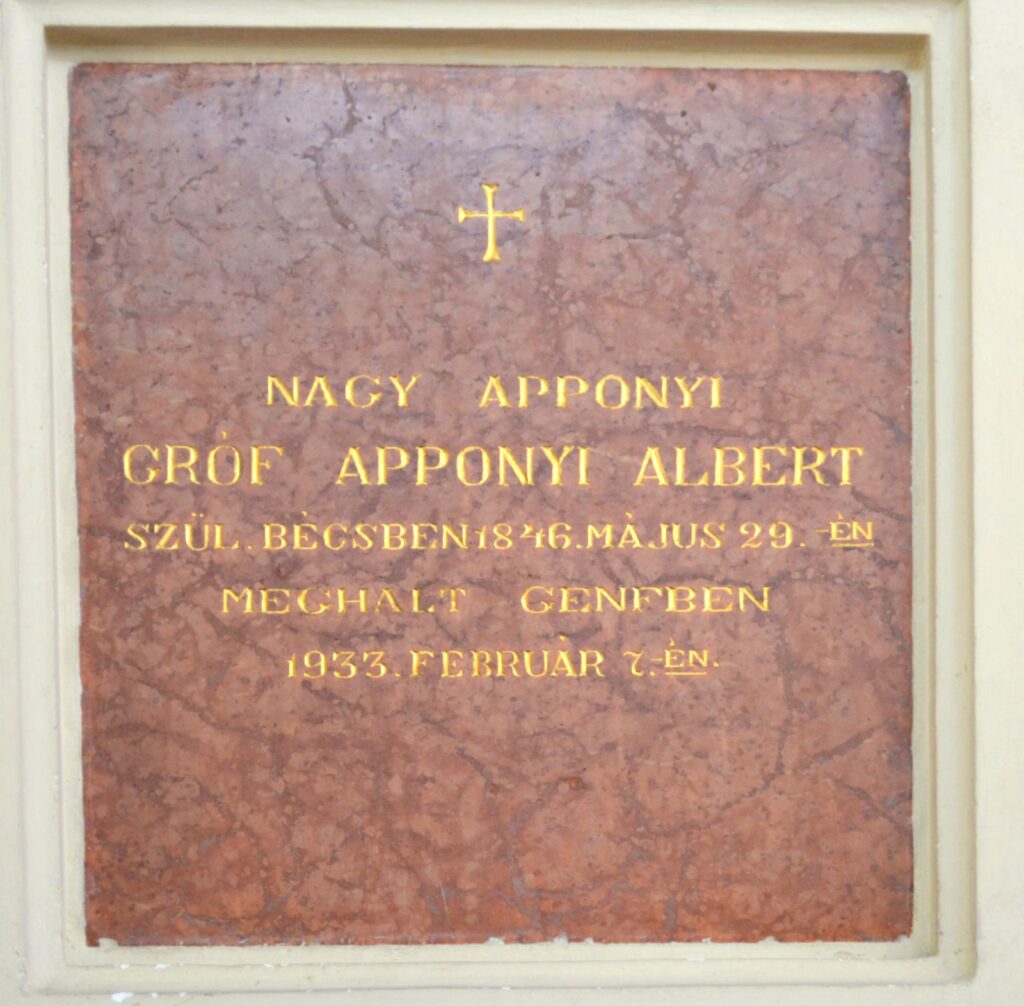 NAGY APPONYI
GRÓF APPONYI ALBERT
SZÜL. BÉCSBEN 1846. MÁJUS 29.-ÉN
MEGHALT GENFBEN
1933. FEBRUÁR 7.-ÉN.